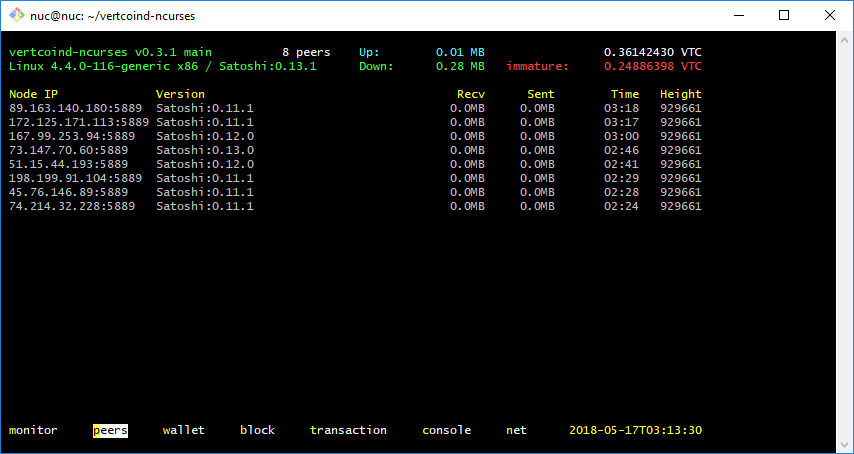 nuc@nuc: ~/vertcoind-ncurses
vertcoind-ncurses v0.3.1 main 8 peers Up: 0.01 MB 0.36142430 VTC
Linux 4.4.0-116-generic x86 / Satoshi:0.13.1 Down: 0.28 MB immature: 0.24886398 VTC
Node IP Version Recv Sent Time Height
89.163.140.180:5889 Satoshi:0.11.1 0.0MB 0.0MB 03:18 929661
172.125.171.113:5889 Satoshi:0.11.1 0.0MB 0.0MB 03:17 929661
167.99.253.94:5889 Satoshi:0.12.0 0.0MB 0.0MB 03:00 929661
73.147.70.60:5889 Satoshi:0.13.0 0.0MB 0.0MB 02:46 929661
51.15.44.193:5889 Satoshi:0.12.0 0.0MB 0.0MB 02:41 929661
198.199.91.104:5889 Satoshi:0.11.1 0.0MB 0.0MB 02:29 929661
45.76.146.89:5889 Satoshi:0.11.1 0.0MB 0.0MB 02:28 929661
74.214.32.228:5889 Satoshi:0.11.1 0.0MB 0.0MB 02:24 929661
monitor peers wallet block transaction console net 2018-05-17T03:13:30